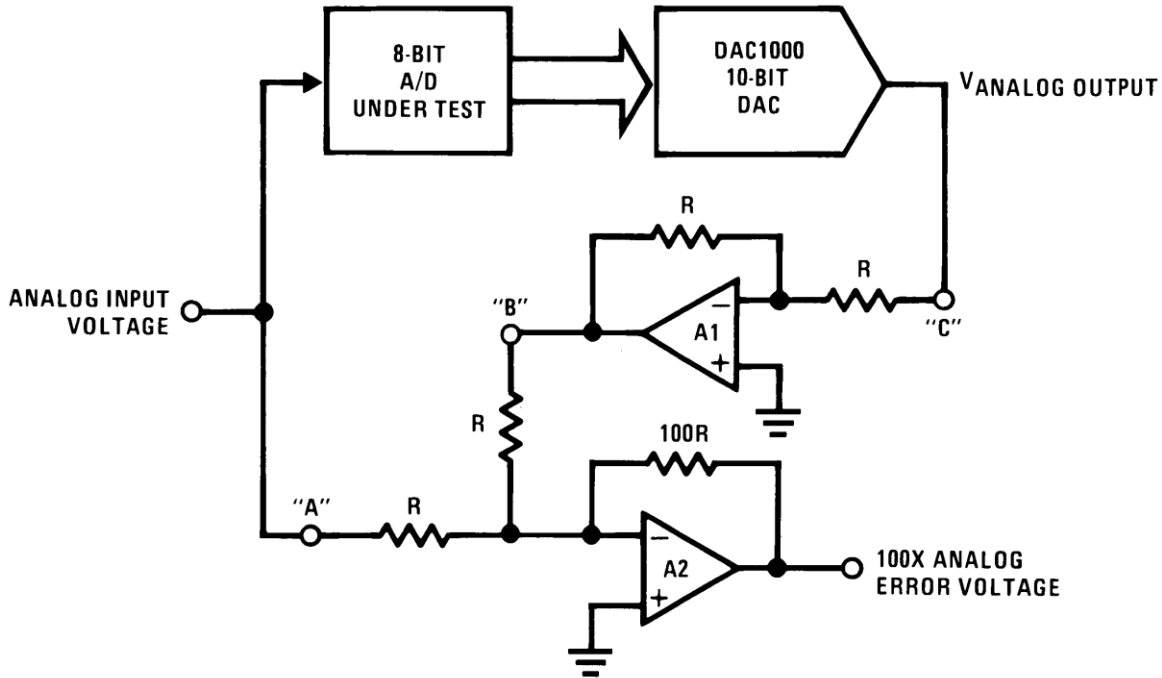 8-BIT
A/D
UNDER TEST
DAC1000
10-BIT
DAC
VANALOG OUTPUT
R
R
ANALOG INPUT
VOLTAGE
"B"
A1
−
+
"C"
R
100R
"A"
R
−
A2
+
100X ANALOG
ERROR VOLTAGE